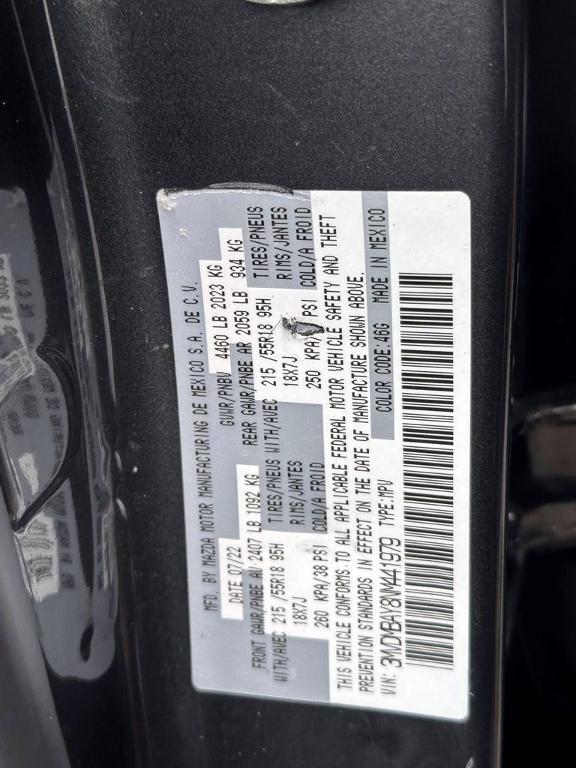 MFD. BY MAZDA MOTOR MANUFACTURING DE MEXICO S.A. DE C.V.
DATE 07/22 GVWR/PNBV 4460 LB 2023 KG
FRONT GAWR/PNBE AV 2407 LB 1092 KG REAR GAWR/PNBE AR 2059 LB 934 KG
WITH/AVEC 215/55R18 95H TIRES/PNEUS WITH/AVEC 215/55R18 95H TIRES/PNEUS
18X7J RIMS/JANTES 18X7J RIMS/JANTES
260 KPA/38 PSI COLD/A FROID 250 KPA/ PSI COLD/A FROID
THIS VEHICLE CONFORMS TO ALL APPLICABLE FEDERAL MOTOR VEHICLE SAFETY AND THEFT
PREVENTION STANDARDS IN EFFECT ON THE DATE OF MANUFACTURE SHOWN ABOVE.
VIN: TYPE:MPV COLOR CODE:46G MADE IN MEXICO